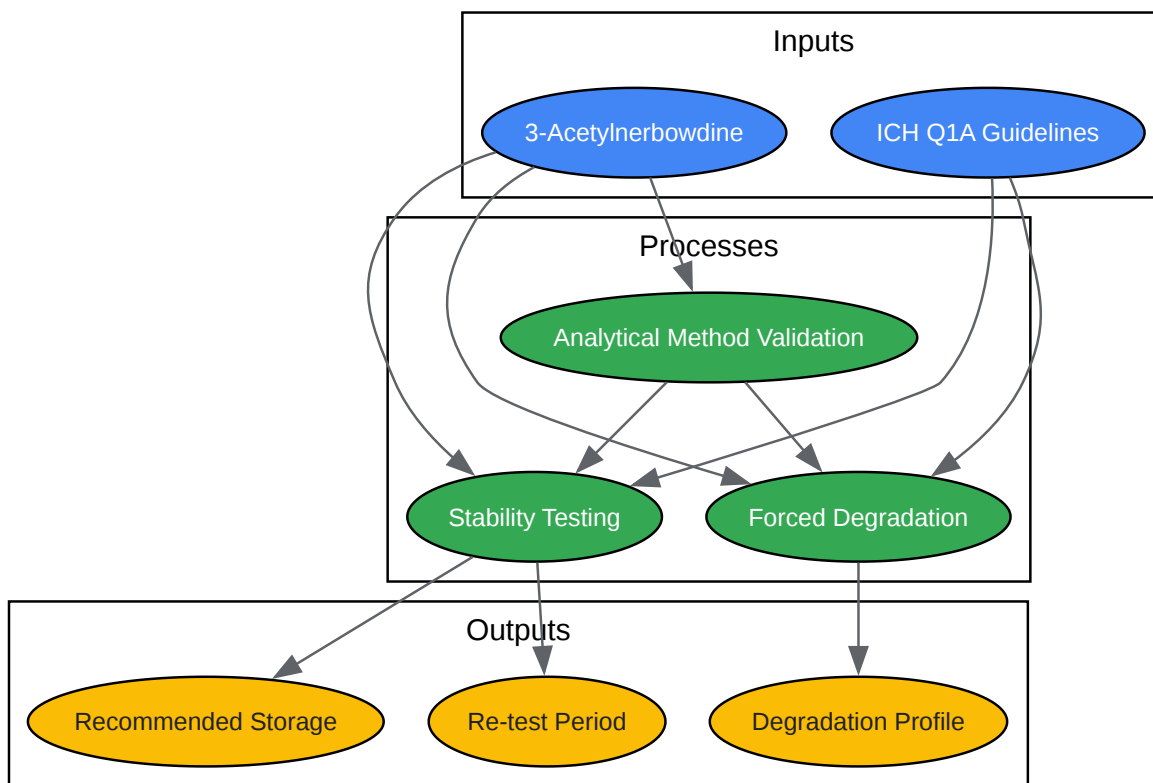 Inputs
3-Acetylnerbowdine
ICH Q1A Guidelines
Processes
Analytical Method Validation
Stability Testing
Forced Degradation
Outputs
Recommended Storage
Re-test Period
Degradation Profile